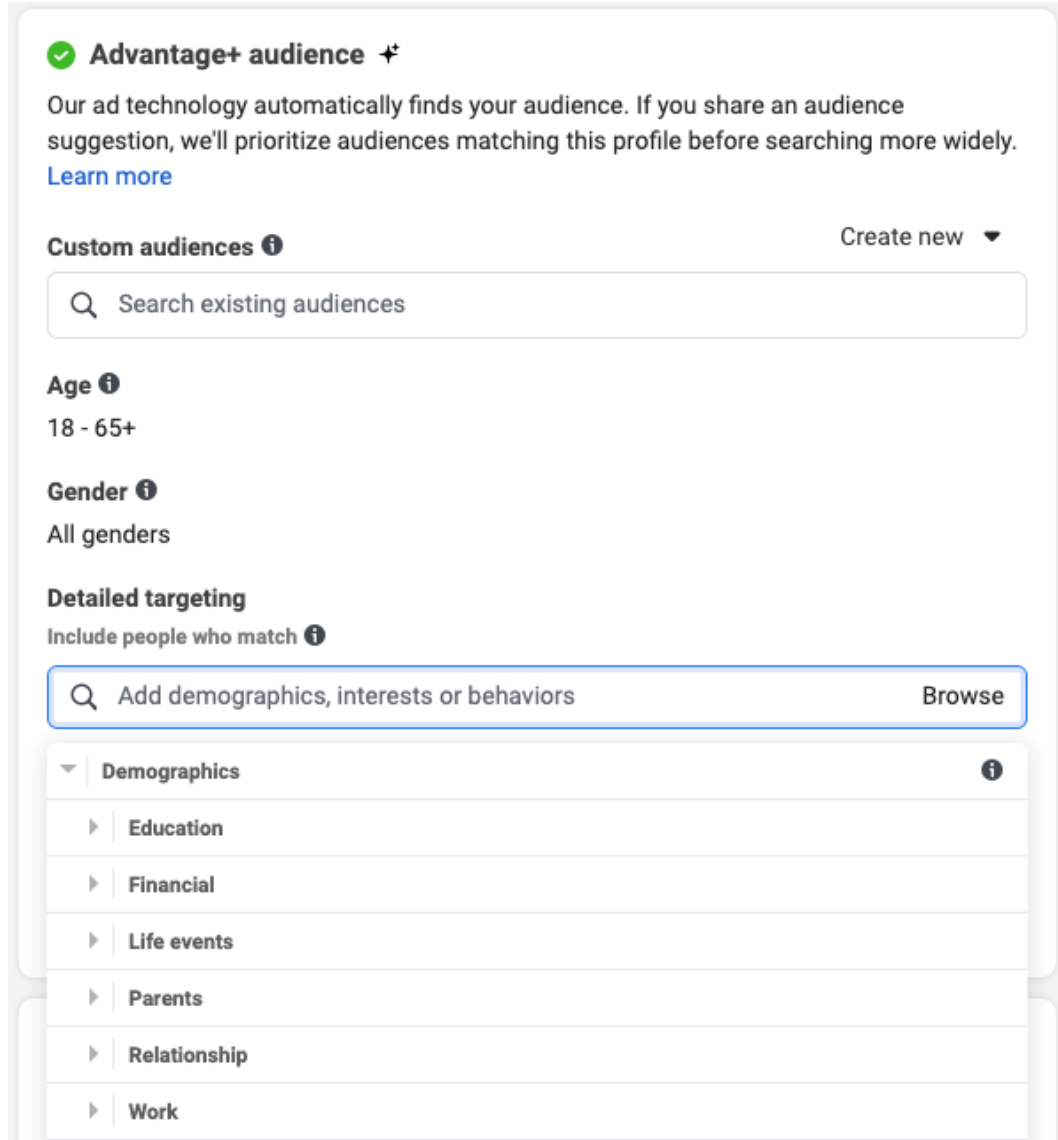 Advantage+ audience
Our ad technology automatically finds your audience. If you share an audience
suggestion, we'll prioritize audiences matching this profile before searching more widely.
Learn more
Custom audiences
Create new
Search existing audiences
Age
18 - 65+
Gender
All genders
Detailed targeting
Include people who match
Add demographics, interests or behaviors Browse
Demographics
Education
Financial
Life events
Parents
Relationship
Work